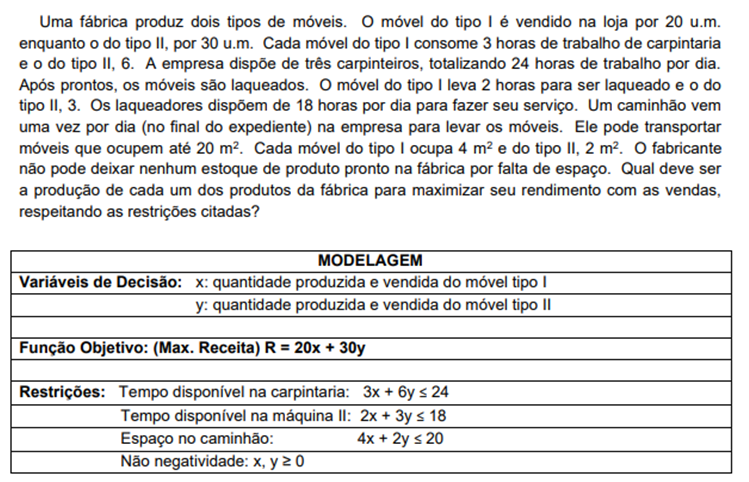 Uma fábrica produz dois tipos de móveis. O móvel do tipo I é vendido na loja por 20 u.m.
enquanto o do tipo II, por 30 u.m. Cada móvel do tipo I consome 3 horas de trabalho de carpintaria
e o do tipo II, 6. A empresa dispõe de três carpinteiros, totalizando 24 horas de trabalho por dia.
Após prontos, os móveis são laqueados. O móvel do tipo I leva 2 horas para ser laqueado e o do
tipo II, 3. Os laqueadores dispõem de 18 horas por dia para fazer seu serviço. Um caminhão vem
uma vez por dia (no final do expediente) na empresa para levar os móveis. Ele pode transportar
móveis que ocupem até 20 m². Cada móvel do tipo I ocupa 4 m² e do tipo II, 2 m². O fabricante
não pode deixar nenhum estoque de produto pronto na fábrica por falta de espaço. Qual deve ser
a produção de cada um dos produtos da fábrica para maximizar seu rendimento com as vendas,
respeitando as restrições citadas?
MODELAGEM
Variáveis de Decisão: x: quantidade produzida e vendida do móvel tipo I
y: quantidade produzida e vendida do móvel tipo II
Função Objetivo: (Max. Receita) R = 20x + 30y
Restrições: Tempo disponível na carpintaria: 3x + 6y ≤ 24
Tempo disponível na máquina II: 2x + 3y ≤ 18
Espaço no caminhão: 4x + 2y ≤ 20
Não negatividade: x, y ≥ 0